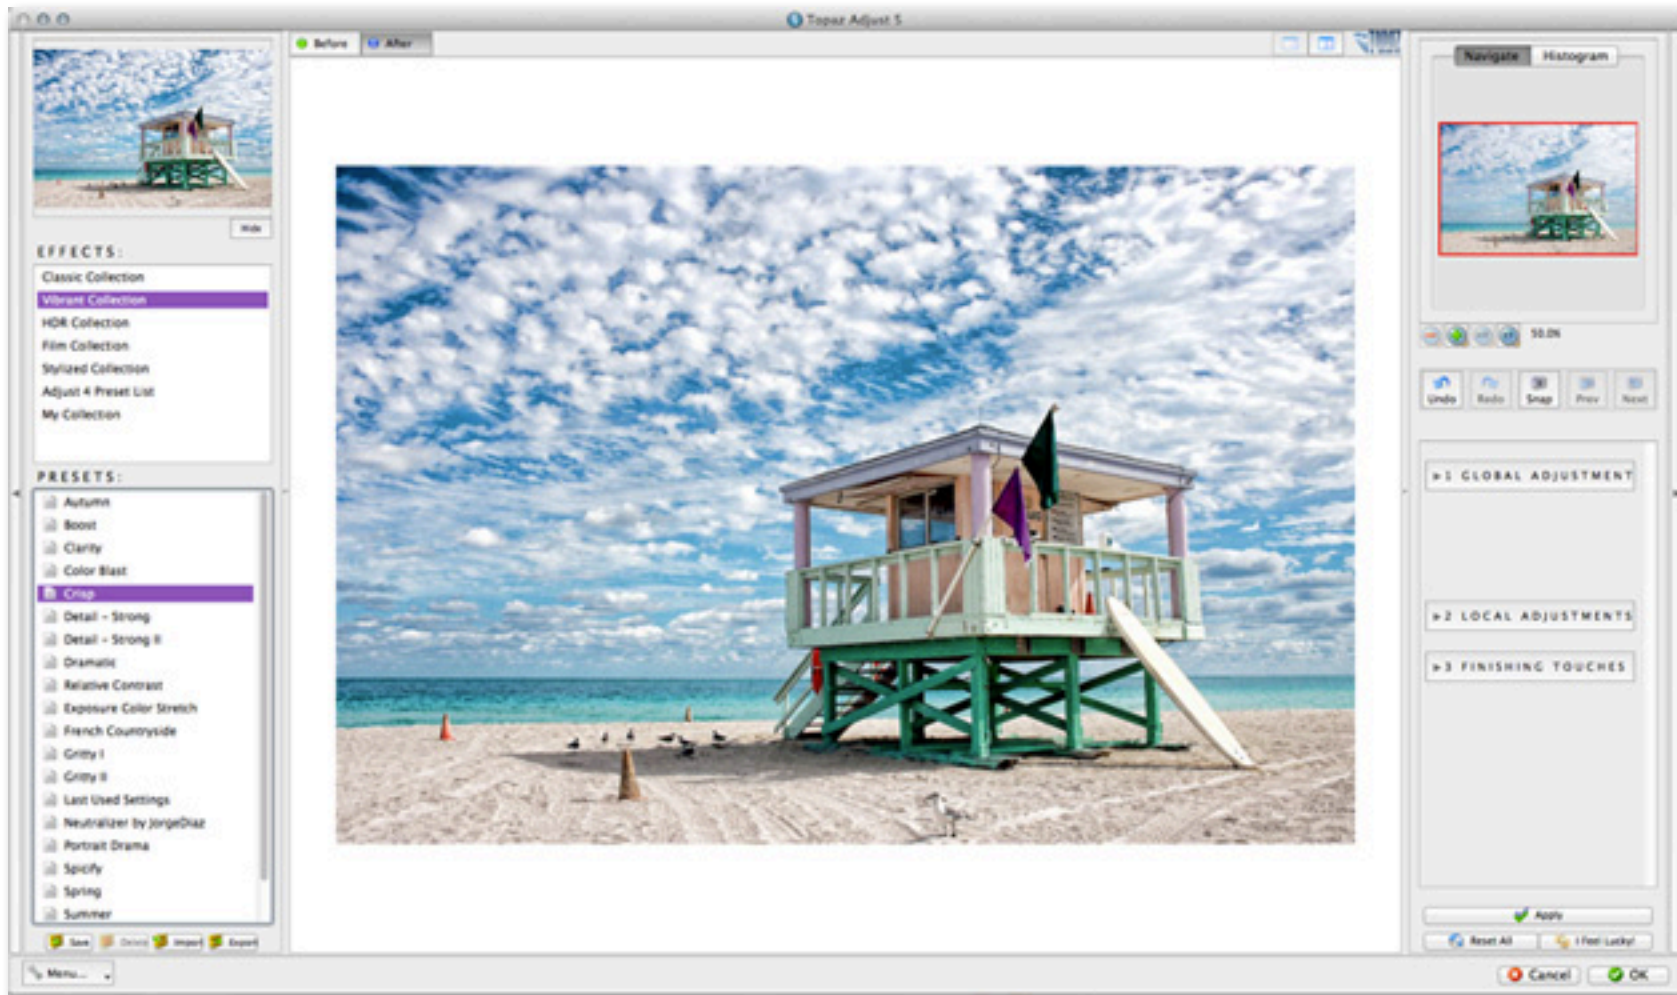 Topaz Adjust 5
Before
After
Hide
EFFECTS:
Classic Collection
Vibrant Collection
HDR Collection
Film Collection
Stylized Collection
Adjust 4 Preset List
My Collection
PRESETS:
Autumn
Boost
Clarity
Color Blast
Crisp
Detail - Strong
Detail - Strong II
Dramatic
Relative Contrast
Exposure Color Stretch
French Countryside
Gritty I
Gritty II
Last Used Settings
Neutralizer by JorgeDiaz
Portrait Drama
Spicify
Spring
Summer
Save Delete Import Export
Menu...
Navigate Histogram
50.0%
Undo Redo Snap Prev Next
1 GLOBAL ADJUSTMENT
2 LOCAL ADJUSTMENTS
3 FINISHING TOUCHES
Apply
Reset All I Feel Lucky!
Cancel OK